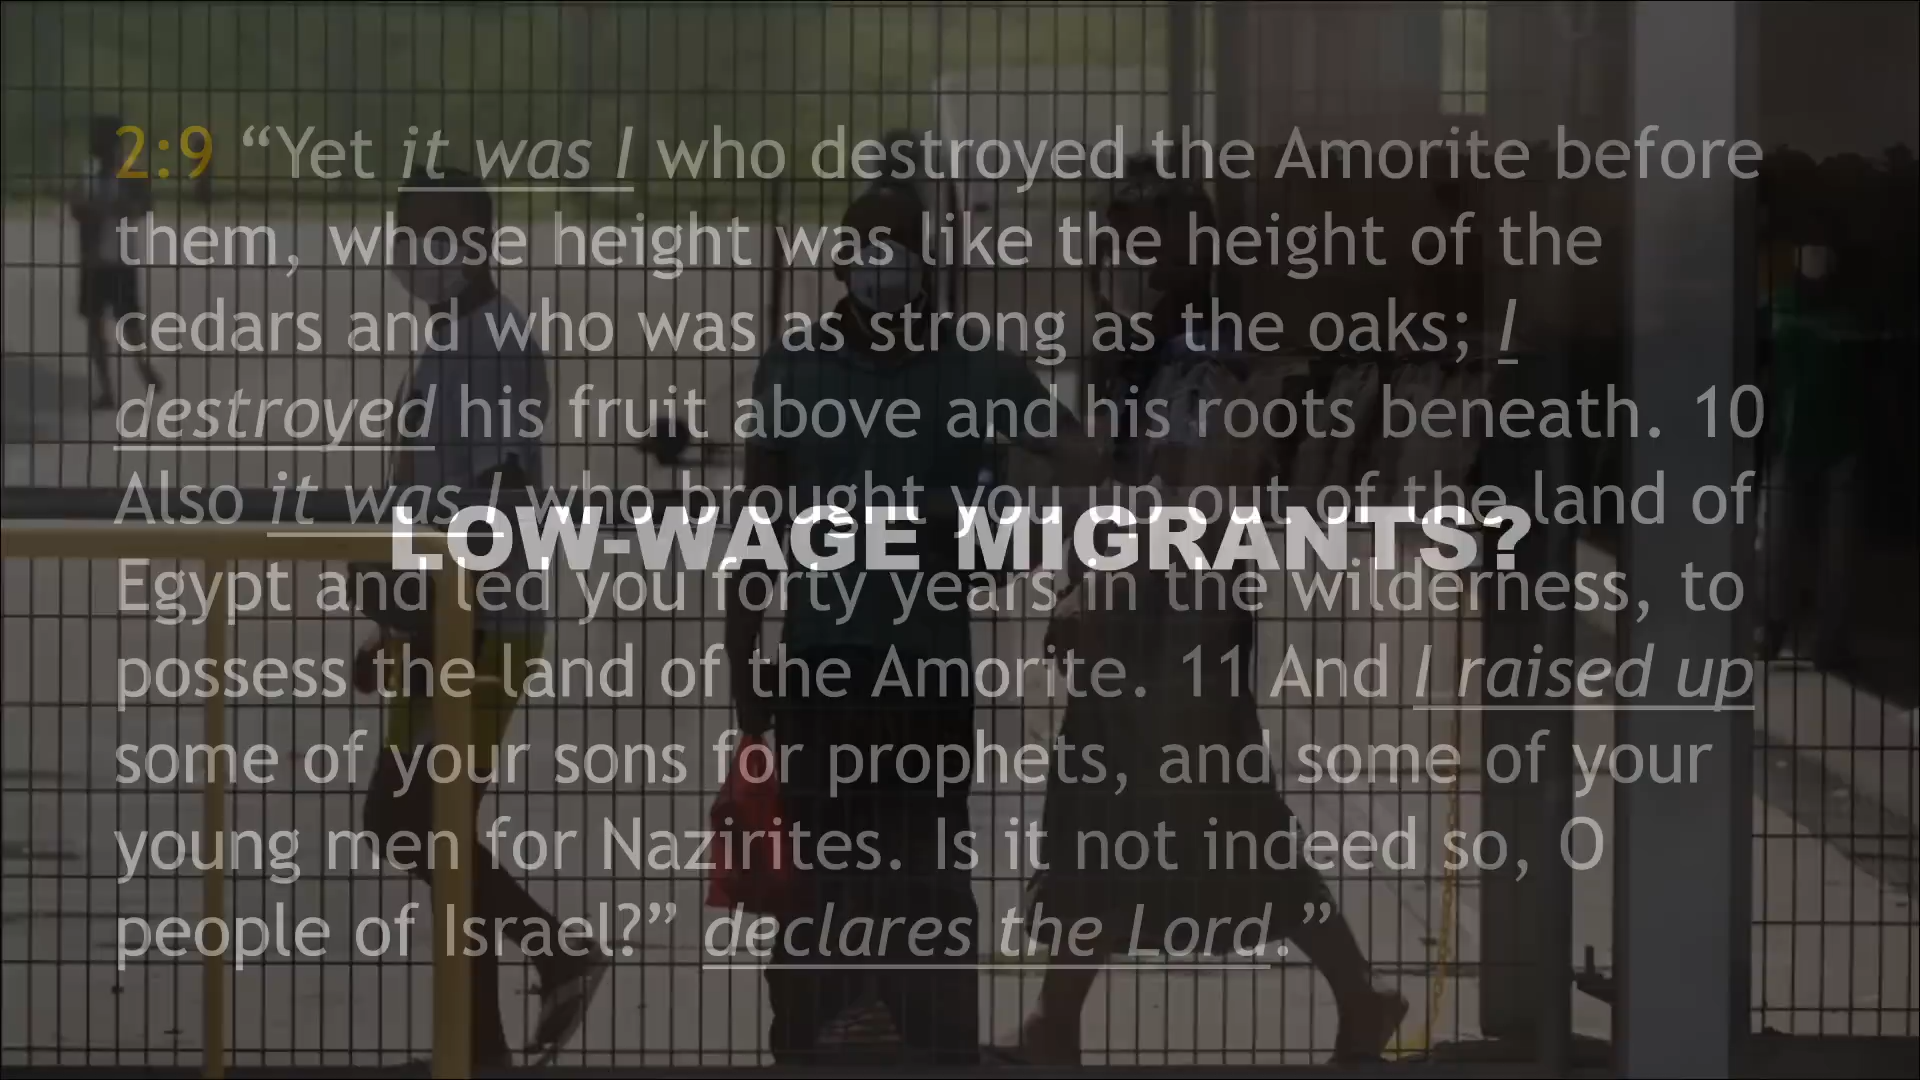 2:9 “Yet it was I who destroyed the Amorite before
them, whose height was like the height of the
cedars and who was as strong as the oaks; I
destroyed his fruit above and his roots beneath. 10
Also it was I who brought you up out of the land of
LOW-WAGE MIGRANTS?
Egypt and led you forty years in the wilderness, to
possess the land of the Amorite. 11 And I raised up
some of your sons for prophets, and some of your
young men for Nazirites. Is it not indeed so, O
people of Israel?” declares the Lord.”